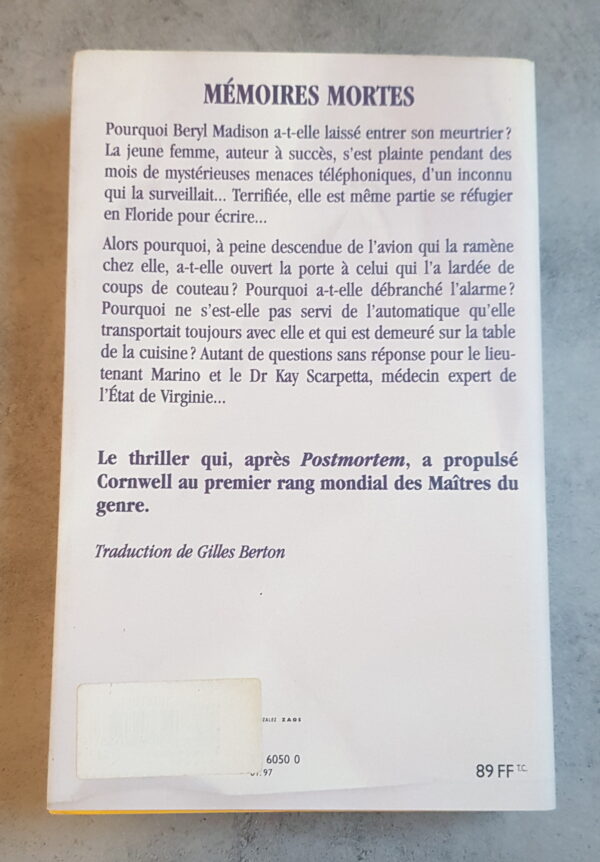 MÉMOIRES MORTES
Pourquoi Beryl Madison a-t-elle laissé entrer son meurtrier ?
La jeune femme, auteur à succès, s'est plainte pendant des
mois de mystérieuses menaces téléphoniques, d'un inconnu
qui la surveillait... Terrifiée, elle est même partie se réfugier
en Floride pour écrire...
Alors pourquoi, à peine descendue de l'avion qui la ramène
chez elle, a-t-elle ouvert la porte à celui qui l'a lardée de
coups de couteau ? Pourquoi a-t-elle débranché l'alarme ?
Pourquoi ne s'est-elle pas servi de l'automatique qu'elle
transportait toujours avec elle et qui est demeuré sur la table
de la cuisine ? Autant de questions sans réponse pour le lieu-
tenant Marino et le Dr Kay Scarpetta, médecin expert de
l'État de Virginie...
Le thriller qui, après Postmortem, a propulsé
Cornwell au premier rang mondial des Maîtres du
genre.
Traduction de Gilles Berton
ZAOE
6050 0
89 FF T.C.